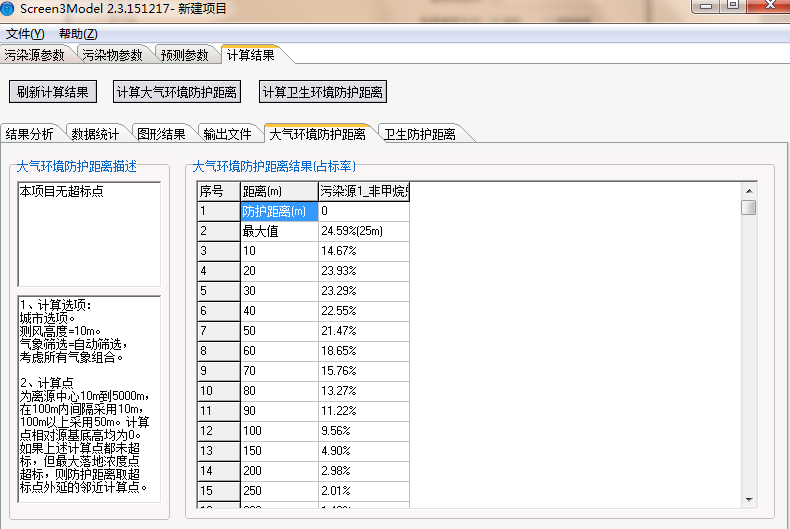 Screen3Model 2.3.151217- 新建项目
文件(Y) 帮助(Z)
污染源参数 污染物参数 预测参数 计算结果
刷新计算结果 计算大气环境防护距离 计算卫生环境防护距离
结果分析 数据统计 图形结果 输出文件 大气环境防护距离 卫生防护距离
大气环境防护距离描述
本项目无超标点
1、计算选项:
城市选项。
测风高度=10m。
气象筛选=自动筛选,
考虑所有气象组合。
2、计算点
为离源中心10m到5000m,
在100m内间隔采用10m,
100m以上采用50m。计算
点相对源基底高均为0。
如果上述计算点都未超
标,但最大落地浓度点
超标,则防护距离取超
标点外延的邻近计算点。
大气环境防护距离结果(占标率)
序号 距离(m) 污染源1_非甲烷
1 防护距离(m) 0
2 最大值 24.59%(25m)
3 10 14.67%
4 20 23.93%
5 30 23.29%
6 40 22.55%
7 50 21.47%
8 60 18.65%
9 70 15.76%
10 80 13.27%
11 90 11.22%
12 100 9.56%
13 150 4.90%
14 200 2.98%
15 250 2.01%